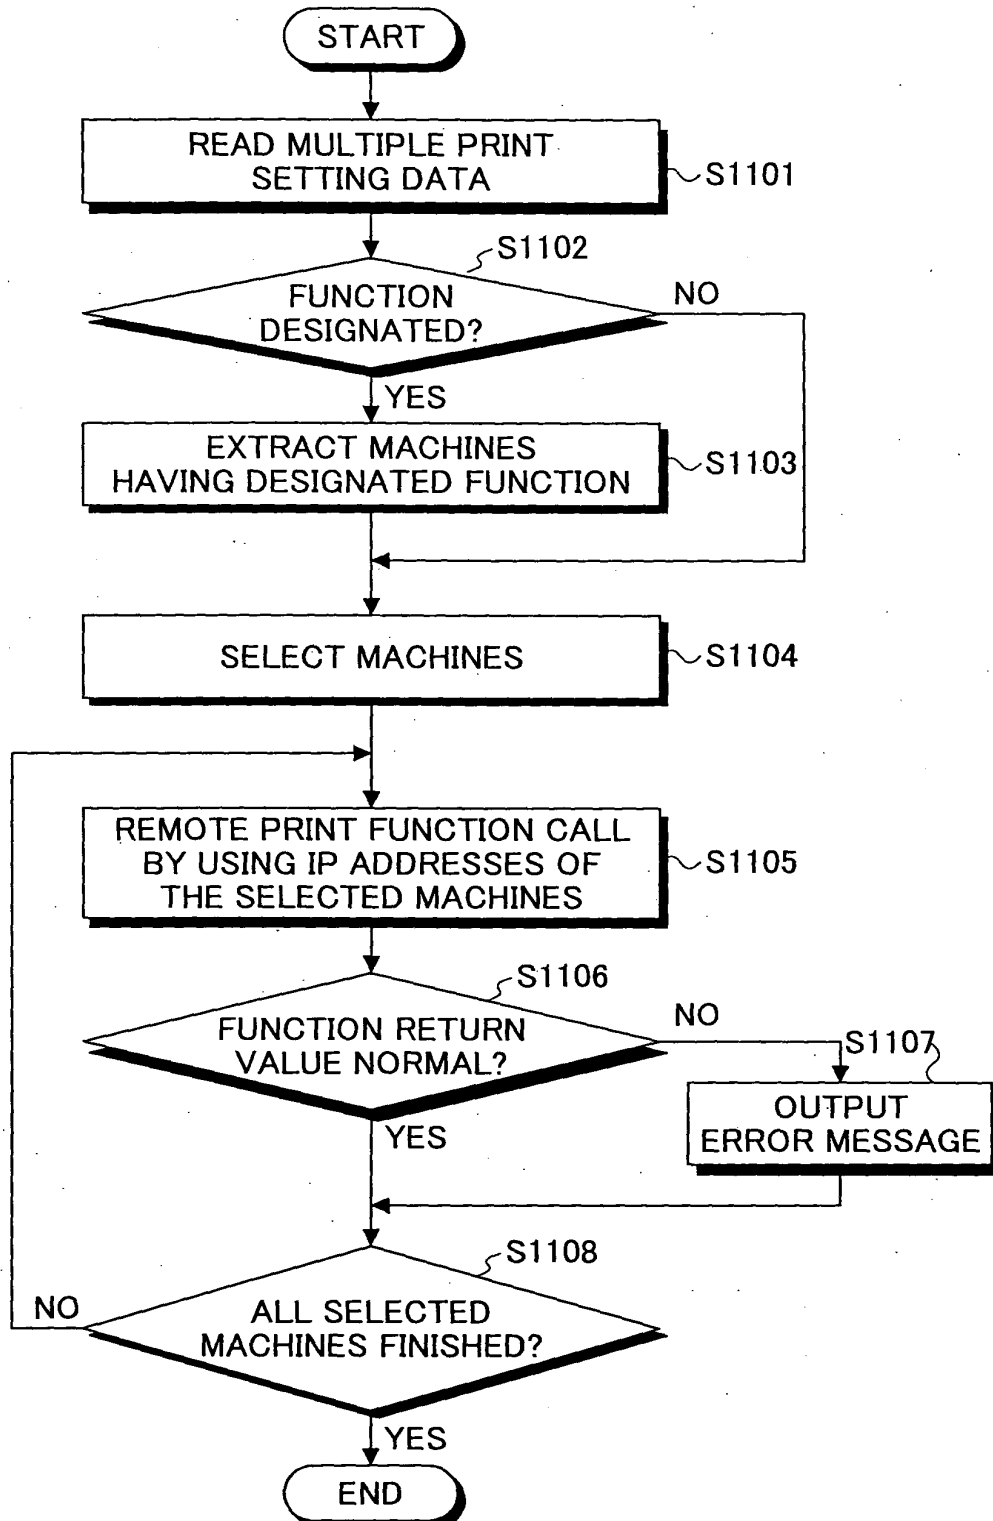 START
READ MULTIPLE PRINT
SETTING DATA
S1101
S1102
FUNCTION
DESIGNATED?
NO
YES
EXTRACT MACHINES
HAVING DESIGNATED FUNCTION
S1103
SELECT MACHINES
S1104
REMOTE PRINT FUNCTION CALL
BY USING IP ADDRESSES OF
THE SELECTED MACHINES
S1105
S1106
FUNCTION RETURN
VALUE NORMAL?
NO
S1107
OUTPUT
ERROR MESSAGE
YES
S1108
ALL SELECTED
MACHINES FINISHED?
NO
YES
END